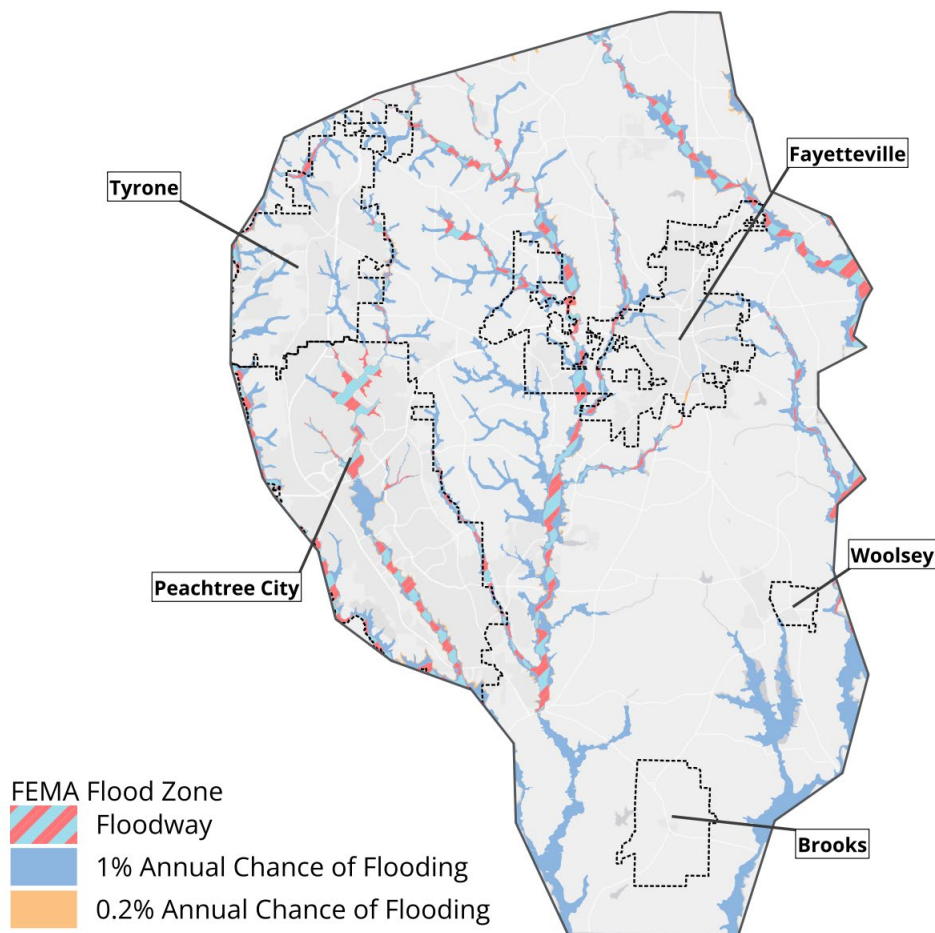 Fayetteville
Tyrone
Woolsey
Peachtree City
Brooks
FEMA Flood Zone
Floodway
1% Annual Chance of Flooding
0.2% Annual Chance of Flooding